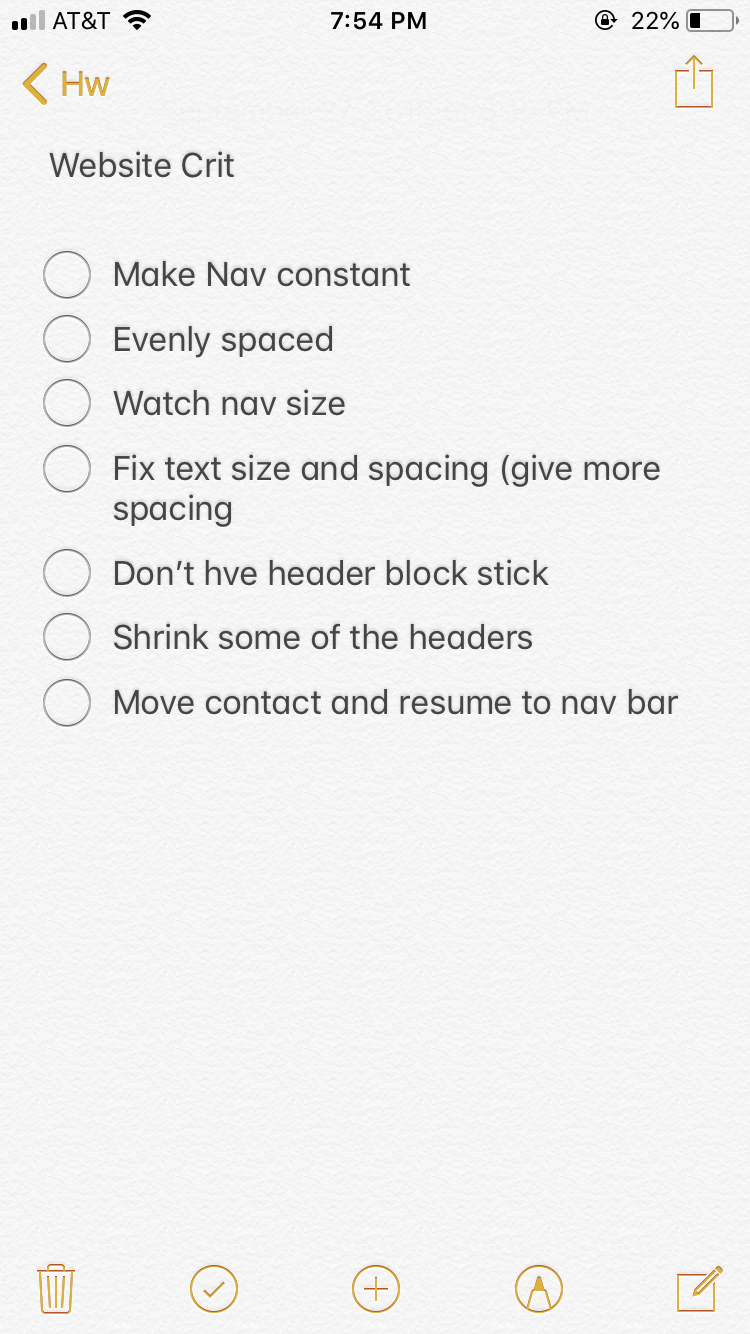 AT&T 7:54 PM 22%
Hw
Website Crit
Make Nav constant
Evenly spaced
Watch nav size
Fix text size and spacing (give more
spacing
Don't hve header block stick
Shrink some of the headers
Move contact and resume to nav bar